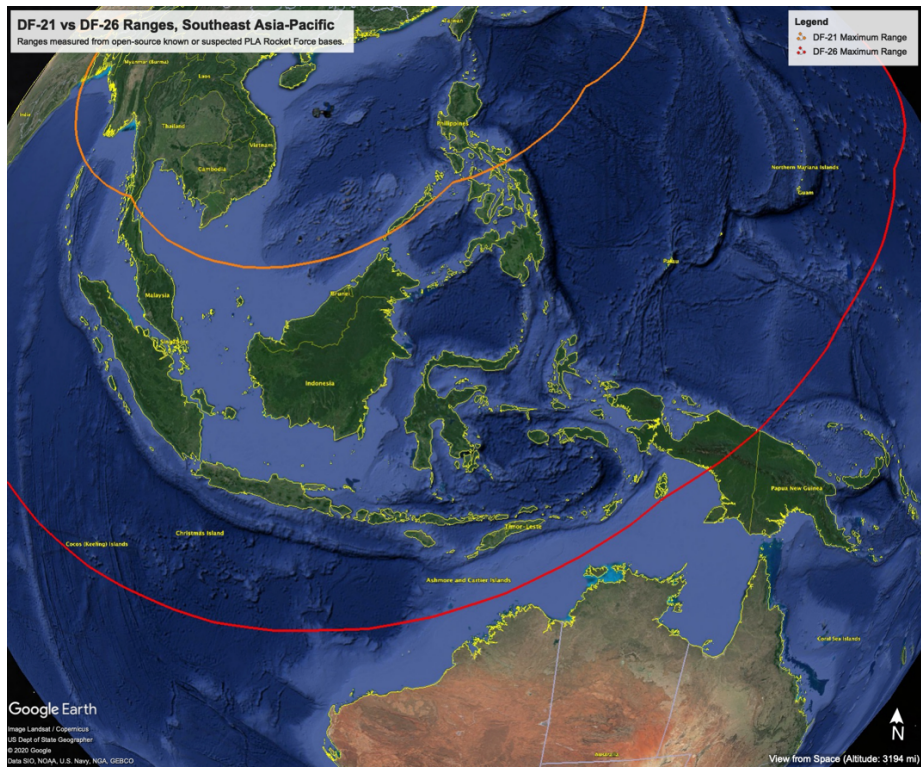 DF-21 vs DF-26 Ranges, Southeast Asia-Pacific
Ranges measured from open-source known or suspected PLA Rocket Force bases.
Legend
DF-21 Maximum Range
DF-26 Maximum Range
Taiwan
Myanmar (Burma)
Laos
India
Thailand
Philippines
Vietnam
Cambodia
Northern Mariana Islands
Guam
Palau
Malaysia
Brunei
Singapore
Indonesia
Papua New Guinea
Timor-Leste
Christmas Island
Cocos (Keeling) Islands
Ashmore and Cartier Islands
Coral Sea Islands
Australia
Google Earth
Image Landsat / Copernicus
US Dept of State Geographer
© 2020 Google
Data SIO, NOAA, U.S. Navy, NGA, GEBCO
N
View from Space (Altitude: 3194 mi)